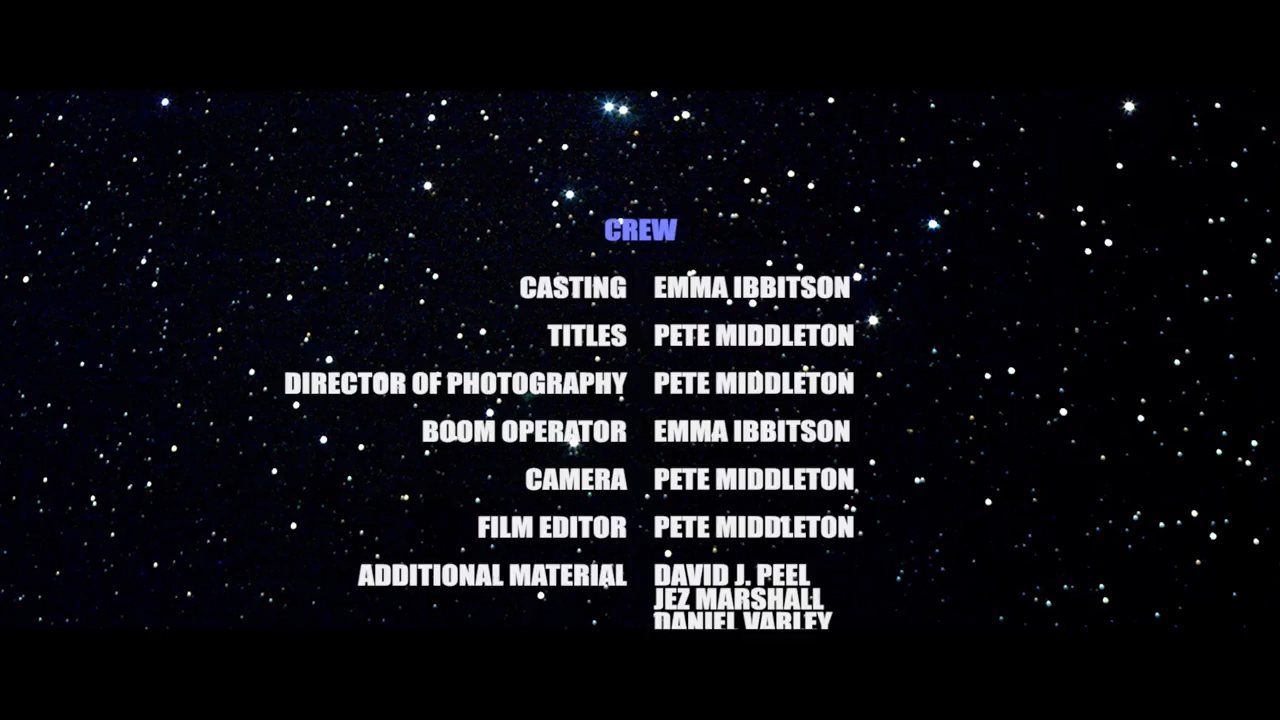 CREW
CASTING EMMA IBBITSON
TITLES PETE MIDDLETON
DIRECTOR OF PHOTOGRAPHY PETE MIDDLETON
BOOM OPERATOR EMMA IBBITSON
CAMERA PETE MIDDLETON
FILM EDITOR PETE MIDDLETON
ADDITIONAL MATERIAL DAVID J. PEEL
JEZ MARSHALL
DANIEL VARLEY